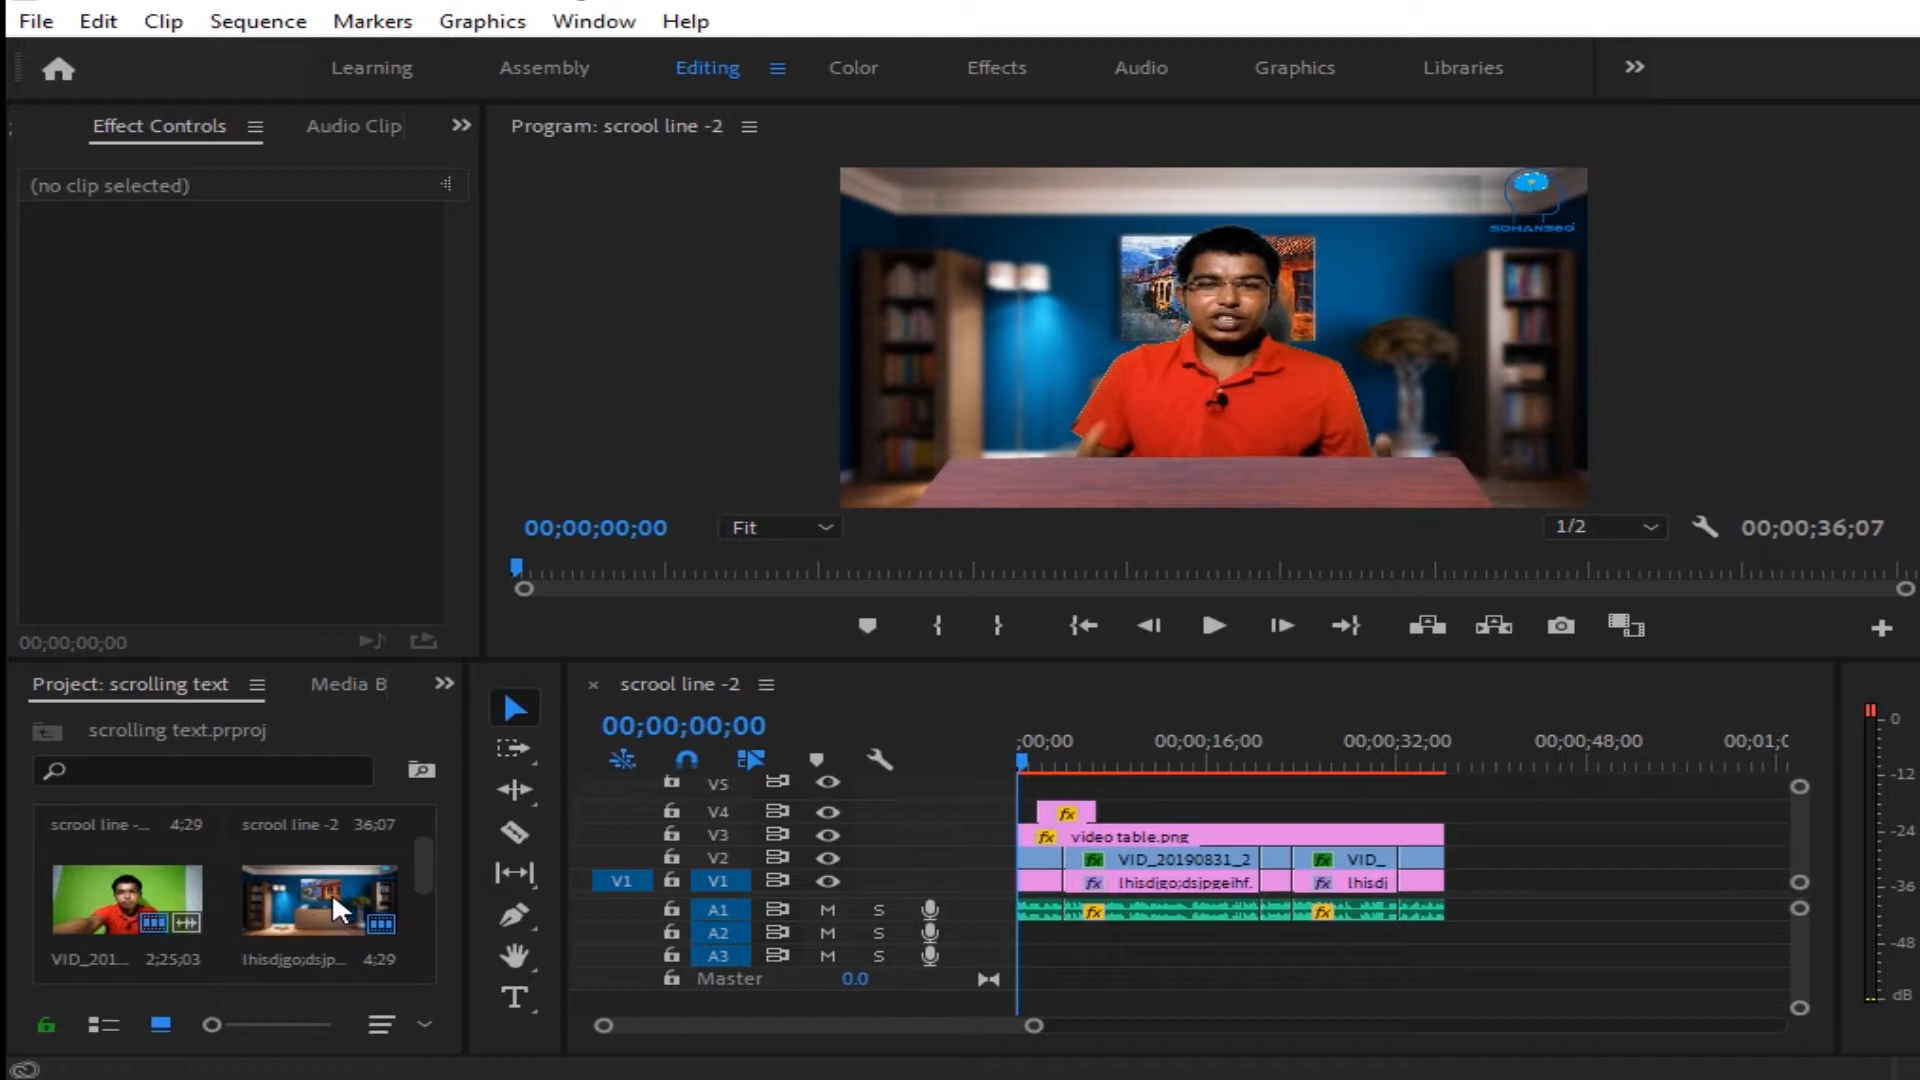 File Edit Clip Sequence Markers Graphics Window Help
Learning Assembly Editing Color Effects Audio Graphics Libraries
Effect Controls Audio Clip
(no clip selected)
00;00;00;00
Program: scrool line -2
SOHAN360
00;00;00;00 Fit 1/2 00;00;36;07
Project: scrolling text Media B
scrolling text.prproj
scrool line -... 4;29 scrool line -2 36;07
VID_201... 2;25;03 lhisdjgo;dsjp... 4;29
T
scrool line -2
00;00;00;00
;00;00 00;00;16;00 00;00;32;00 00;00;48;00 00;01;0
V5
V4 fx
V3 fx video table.png
V2 fx VID_20190831_2 fx VID_
V1 V1 fx lhisdjgo;dsjpgeihf. fx lhisdj
A1 M S fx fx
A2 M S
A3 M S
Master 0.0
0
-12
-24
-36
-48
dB